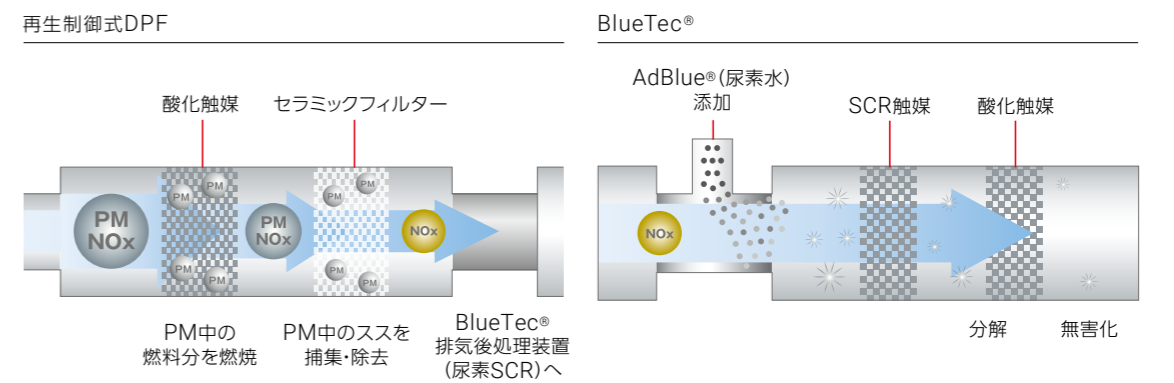 再生制御式DPF
酸化触媒
セラミックフィルター
PM
NOx
PM
PM
PM
PM
PM
NOx
PM
PM
PM
PM
NOx
PM中の
燃料分を燃焼
PM中のススを
捕集・除去
BlueTec®
排気後処理装置
(尿素SCR)へ
BlueTec®
AdBlue®(尿素水)
添加
SCR触媒
酸化触媒
NOx
分解
無害化